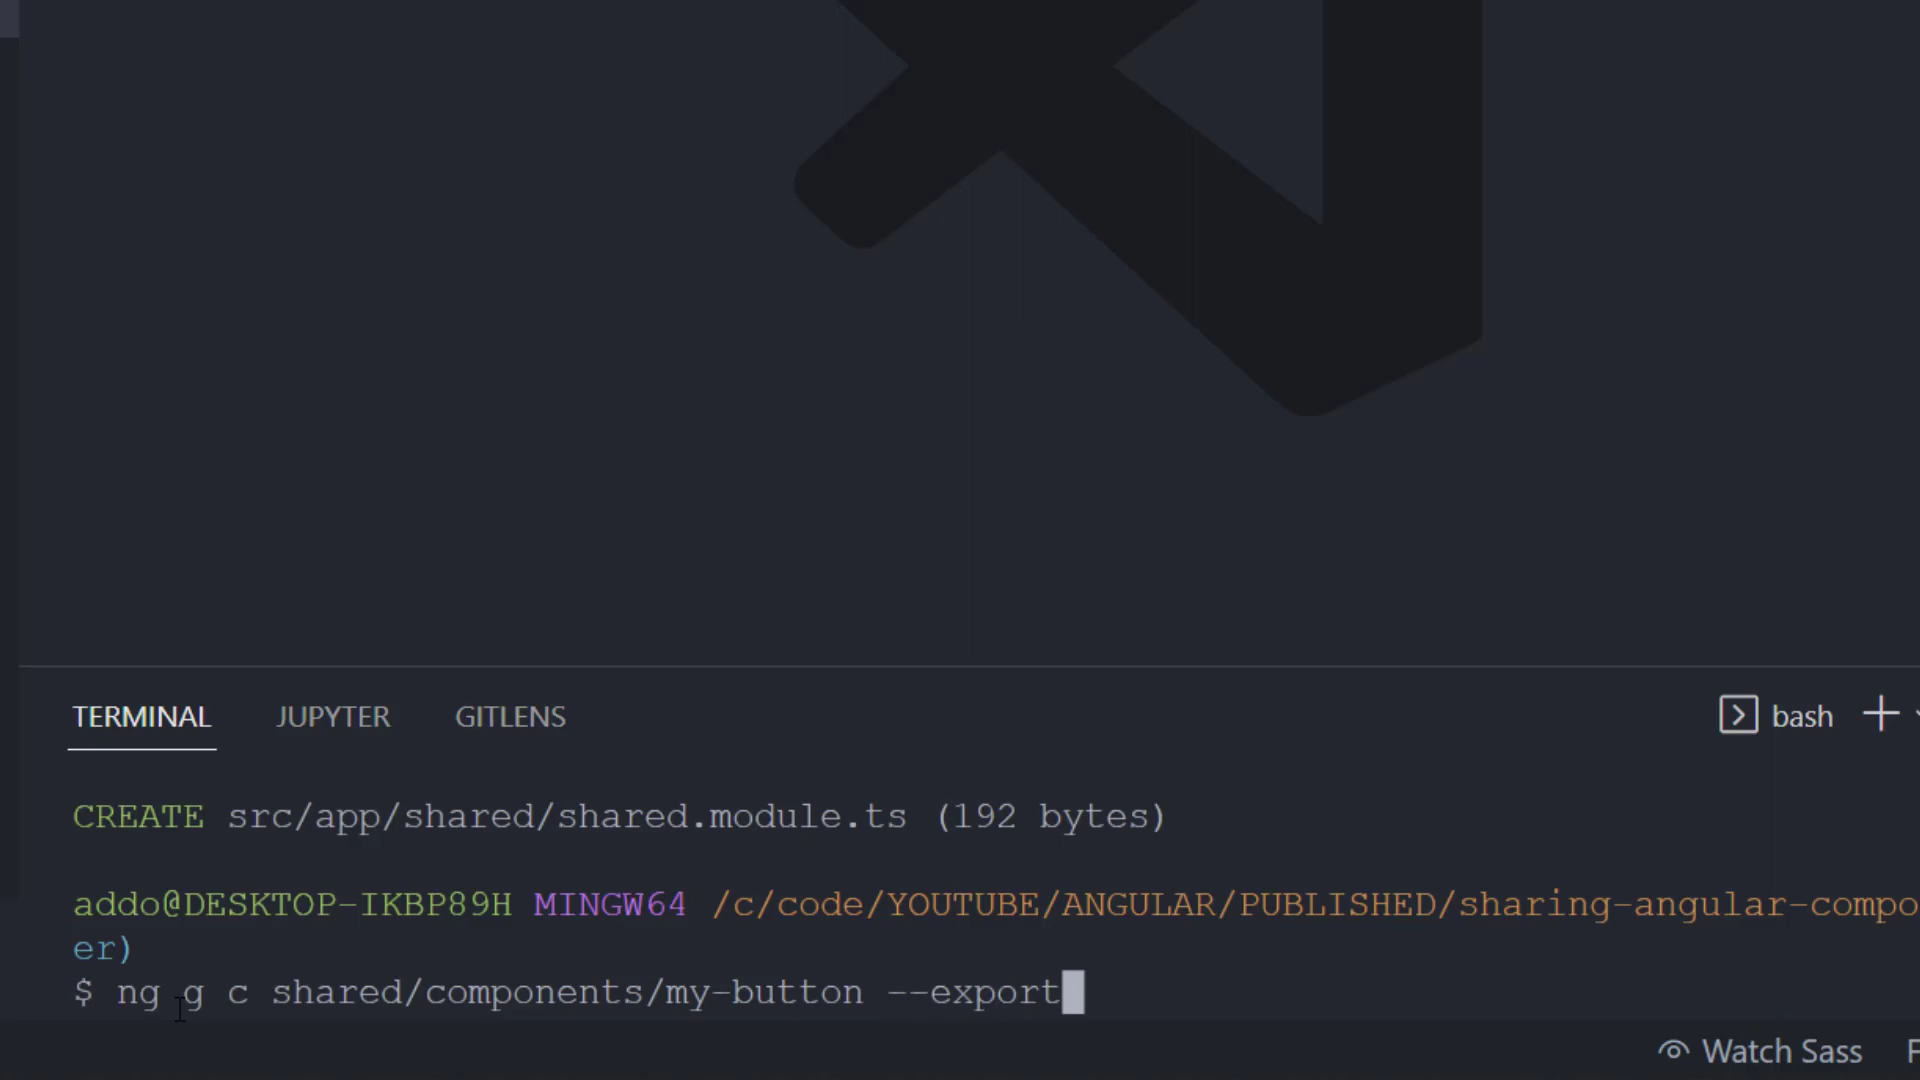 TERMINAL JUPYTER GITLENS bash
CREATE src/app/shared/shared.module.ts (192 bytes)
addo@DESKTOP-IKBP89H MINGW64 /c/code/YOUTUBE/ANGULAR/PUBLISHED/sharing-angular-compo
er)
$ ng g c shared/components/my-button --export
Watch Sass